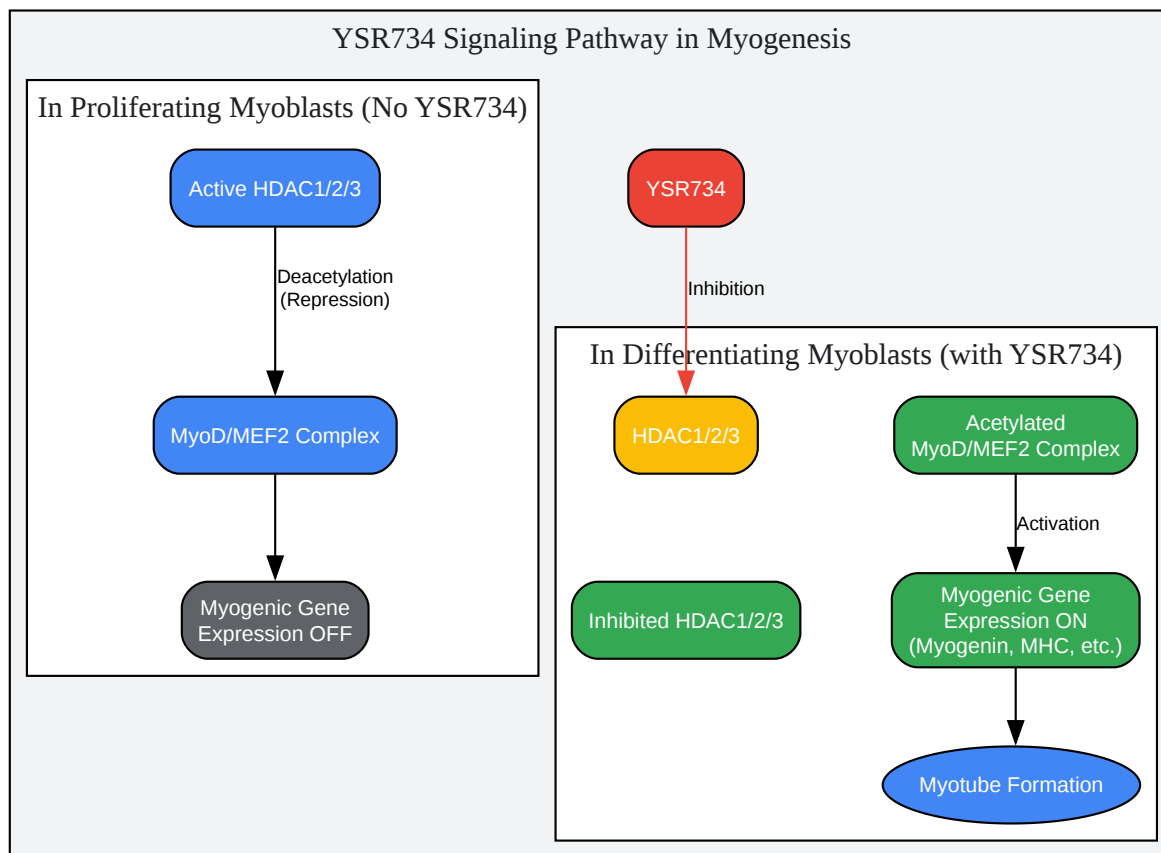 YSR734 Signaling Pathway in Myogenesis
In Proliferating Myoblasts (No YSR734)
Active HDAC1/2/3
Deacetylation
(Repression)
MyoD/MEF2 Complex
Myogenic Gene
Expression OFF
YSR734
Inhibition
In Differentiating Myoblasts (with YSR734)
HDAC1/2/3
Inhibited HDAC1/2/3
Acetylated
MyoD/MEF2 Complex
Activation
Myogenic Gene
Expression ON
(Myogenin, MHC, etc.)
Myotube Formation